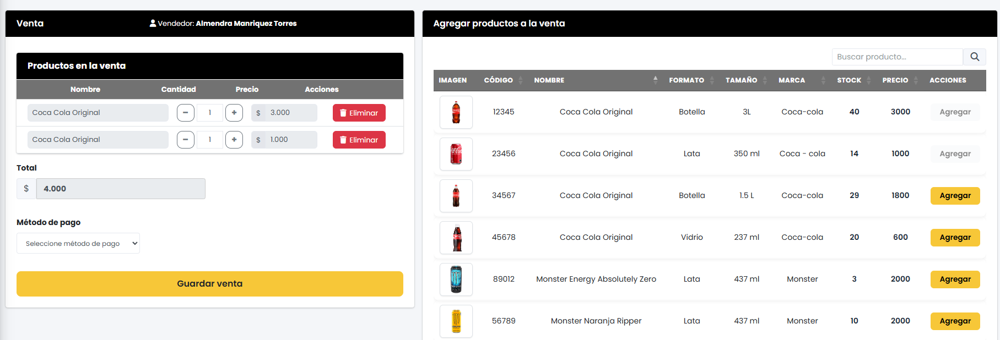 Venta
Vendedor: Almendra Manriquez Torres
Productos en la venta
Nombre Cantidad Precio Acciones
Coca Cola Original − 1 + $ 3.000 Eliminar
Coca Cola Original − 1 + $ 1.000 Eliminar
Total
$ 4.000
Método de pago
Seleccione método de pago
Guardar venta
Agregar productos a la venta
Buscar producto...
IMAGEN CÓDIGO NOMBRE FORMATO TAMAÑO MARCA STOCK PRECIO ACCIONES
12345 Coca Cola Original Botella 3L Coca-cola 40 3000 Agregar
23456 Coca Cola Original Lata 350 ml Coca - cola 14 1000 Agregar
34567 Coca Cola Original Botella 1.5 L Coca-cola 29 1800 Agregar
45678 Coca Cola Original Vidrio 237 ml Coca-cola 20 600 Agregar
89012 Monster Energy Absolutely Zero Lata 437 ml Monster 3 2000 Agregar
56789 Monster Naranja Ripper Lata 437 ml Monster 10 2000 Agregar